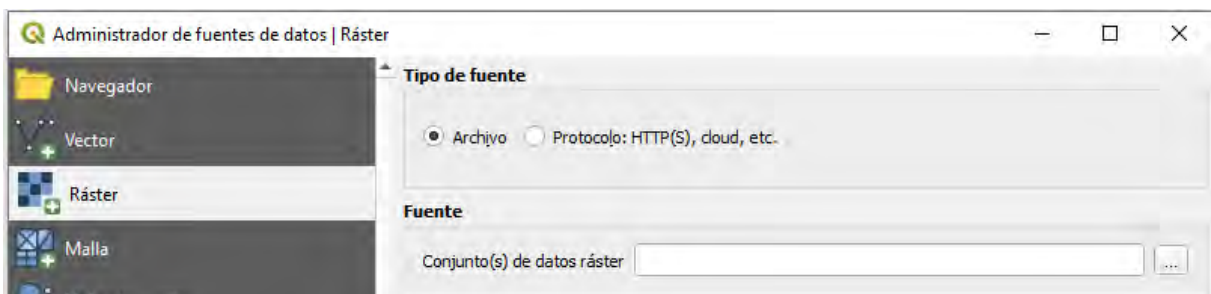 Administrador de fuentes de datos | Ráster
Navegador
Vector
Ráster
Malla
Tipo de fuente
Archivo Protocolo: HTTP(S), cloud, etc.
Fuente
Conjunto(s) de datos ráster ...